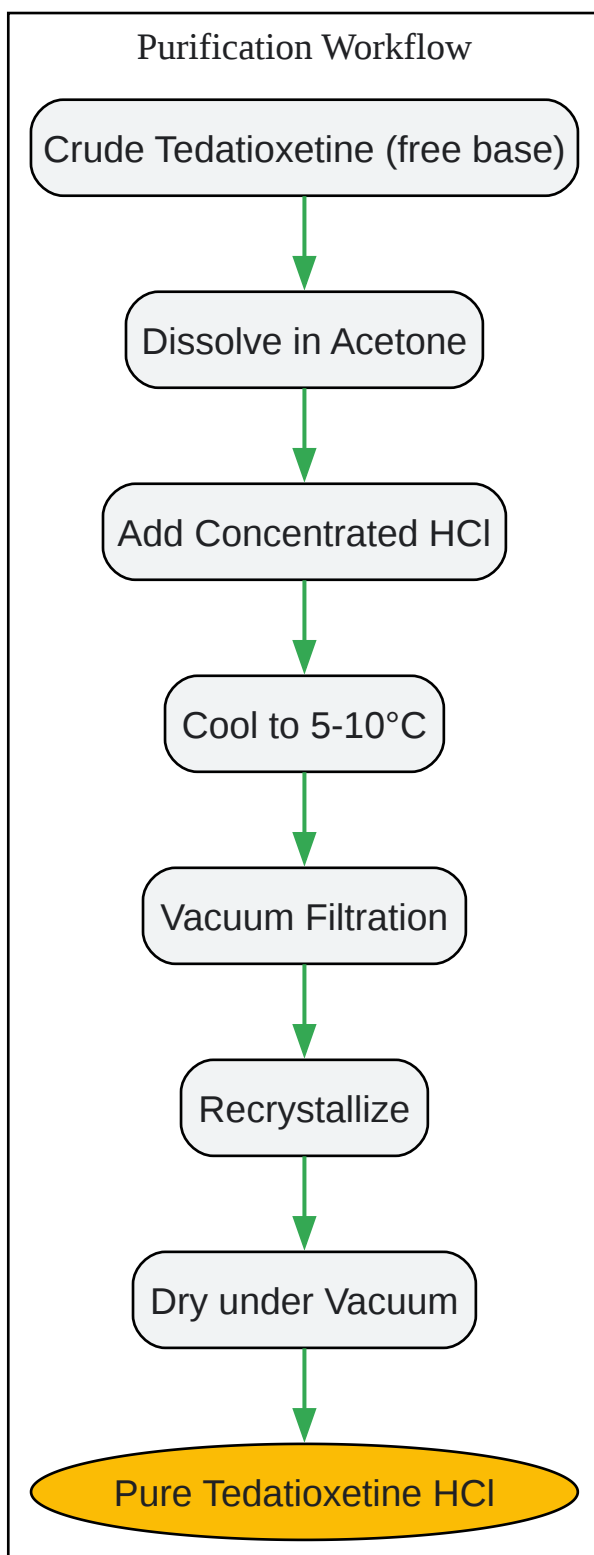 Purification Workflow
Crude Tedatioxetine (free base)
Dissolve in Acetone
Add Concentrated HCl
Cool to 5-10°C
Vacuum Filtration
Recrystallize
Dry under Vacuum
Pure Tedatioxetine HCl